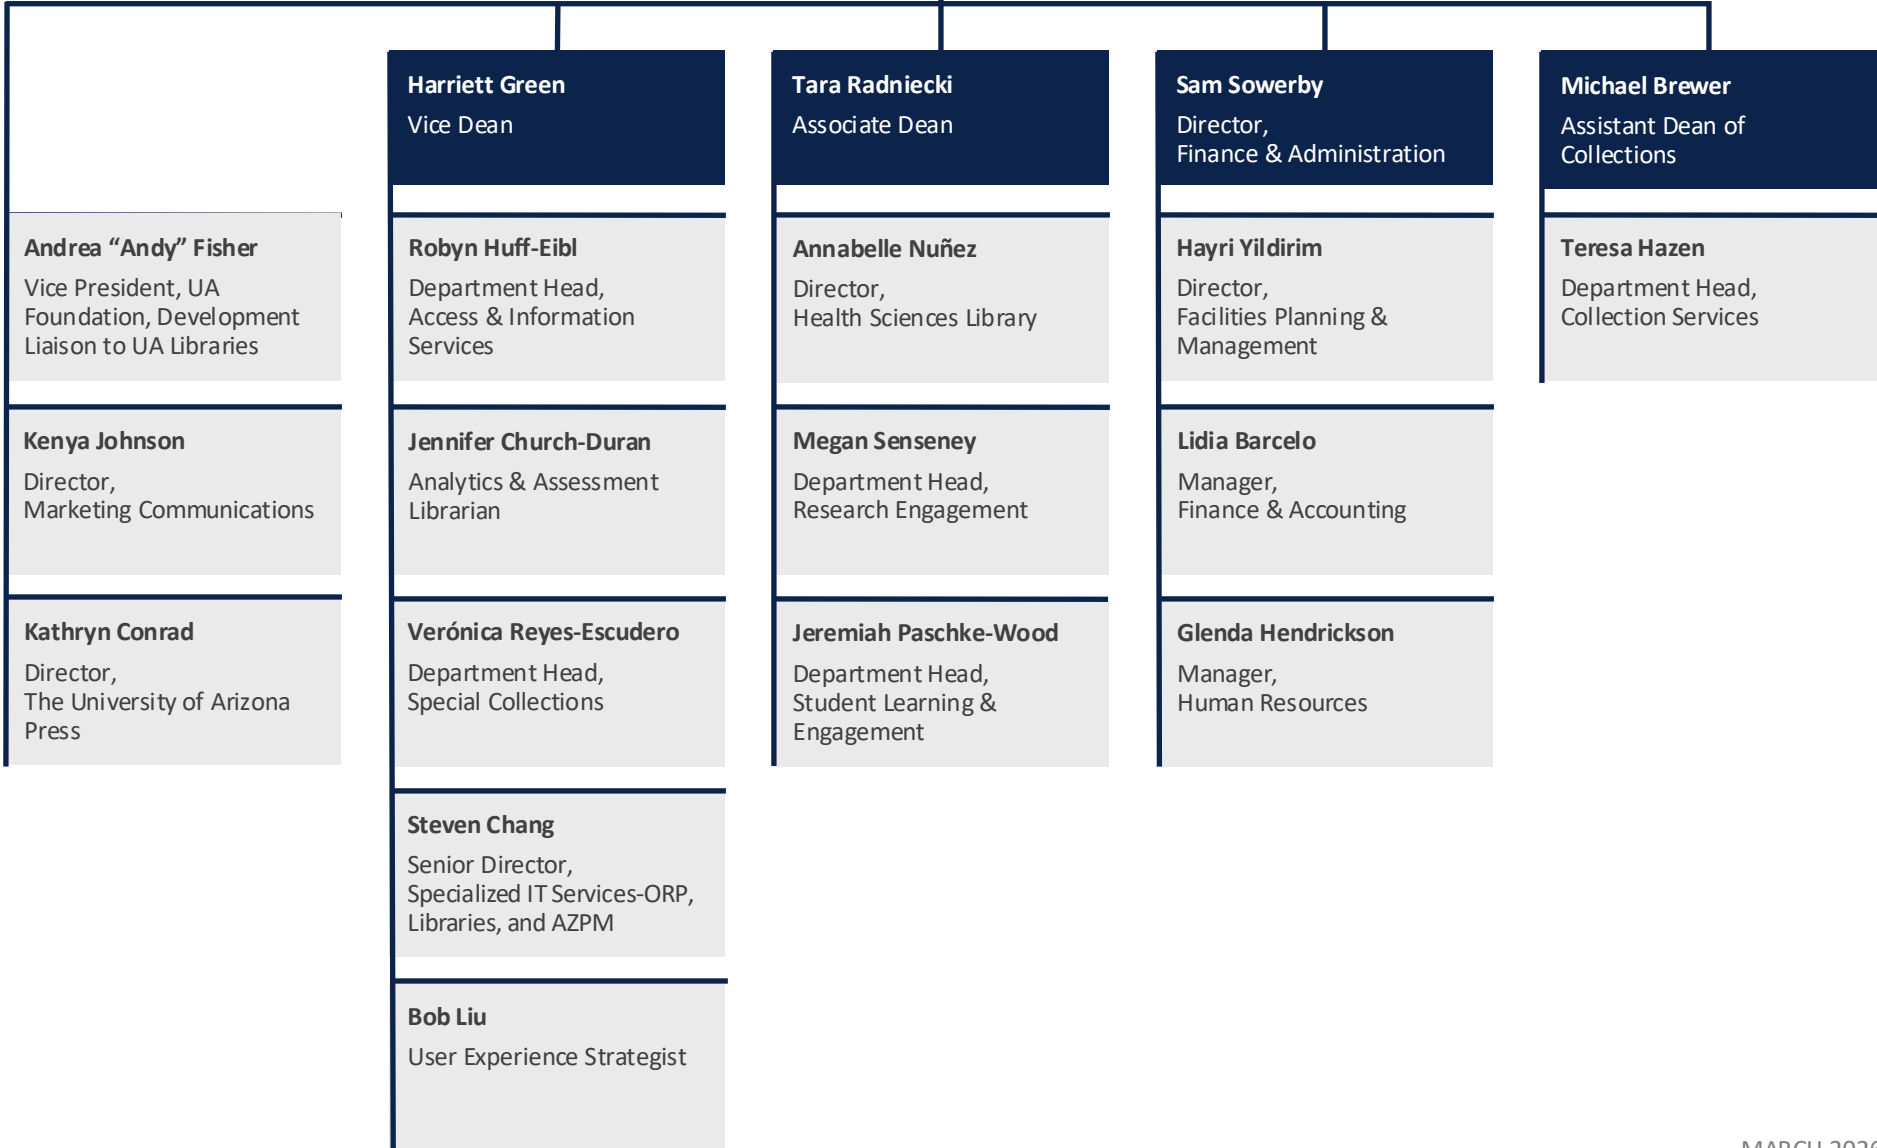 Harriett Green
Vice Dean
Tara Radniecki
Associate Dean
Sam Sowerby
Director,
Finance & Administration
Michael Brewer
Assistant Dean of
Collections
Andrea “Andy” Fisher
Vice President, UA
Foundation, Development
Liaison to UA Libraries
Kenya Johnson
Director,
Marketing Communications
Kathryn Conrad
Director,
The University of Arizona
Press
Robyn Huff-Eibl
Department Head,
Access & Information
Services
Jennifer Church-Duran
Analytics & Assessment
Librarian
Verónica Reyes-Escudero
Department Head,
Special Collections
Steven Chang
Senior Director,
Specialized IT Services-ORP,
Libraries, and AZPM
Bob Liu
User Experience Strategist
Annabelle Nuñez
Director,
Health Sciences Library
Megan Senseney
Department Head,
Research Engagement
Jeremiah Paschke-Wood
Department Head,
Student Learning &
Engagement
Hayri Yildirim
Director,
Facilities Planning &
Management
Lidia Barcelo
Manager,
Finance & Accounting
Glenda Hendrickson
Manager,
Human Resources
Teresa Hazen
Department Head,
Collection Services
MARCH 2026